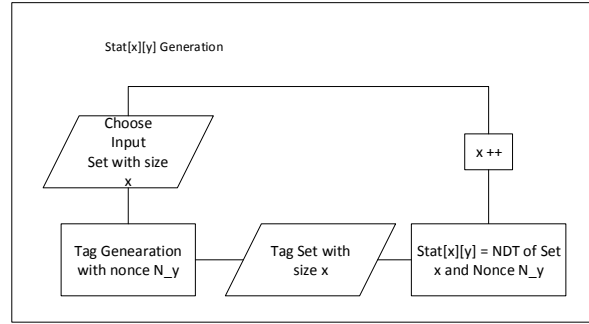 Stat[x][y] Generation
Choose
Input
Set with size
x
x ++
Tag Genearation
with nonce N_y
Tag Set with
size x
Stat[x][y] = NDT of Set
x and Nonce N_y